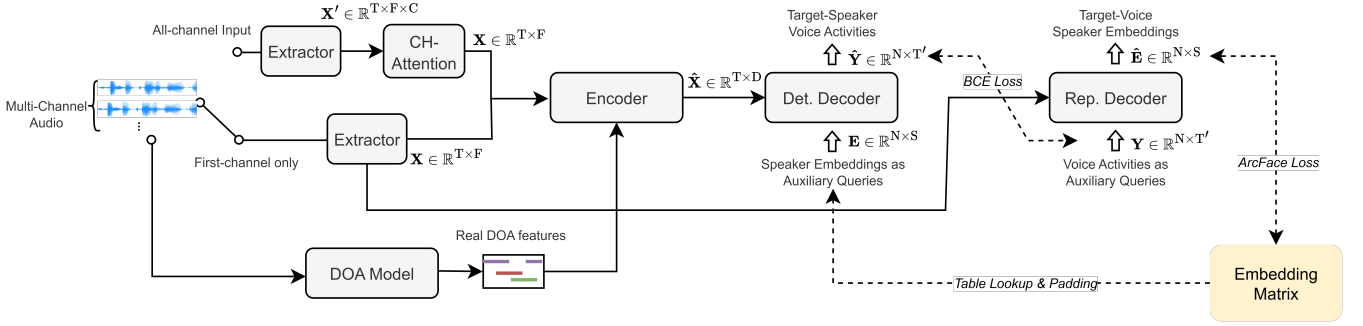 All-channel Input
X′ ∈ ℝ^{T×F×C}
Extractor
CH-
Attention
X ∈ ℝ^{T×F}
Multi-Channel
Audio
⋮
First-channel only
Extractor
X ∈ ℝ^{T×F}
DOA Model
Real DOA features
Encoder
X̂ ∈ ℝ^{T×D}
Target-Speaker
Voice Activities
Ŷ ∈ ℝ^{N×T′}
Det. Decoder
E ∈ ℝ^{N×S}
Speaker Embeddings as
Auxiliary Queries
BCE Loss
Target-Voice
Speaker Embeddings
Ê ∈ ℝ^{N×S}
Rep. Decoder
Y ∈ ℝ^{N×T′}
Voice Activities as
Auxiliary Queries
ArcFace Loss
Table Lookup & Padding
Embedding
Matrix